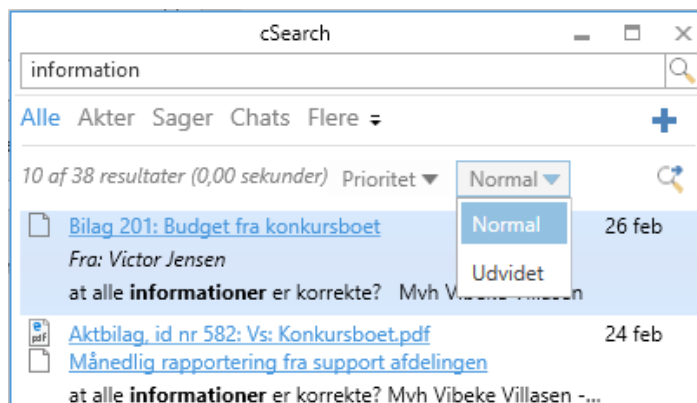 cSearch
information
Alle Akter Sager Chats Flere
10 af 38 resultater (0,00 sekunder) Prioritet Normal
Normal
Udvidet
Bilag 201: Budget fra konkursboet 26 feb
Fra: Victor Jensen
at alle informationer er korrekte? Mvh Vibeke Villasen
Aktbilag, id nr 582: Vs: Konkursboet.pdf 24 feb
Månedlig rapportering fra support afdelingen
at alle informationer er korrekte? Mvh Vibeke Villasen -...